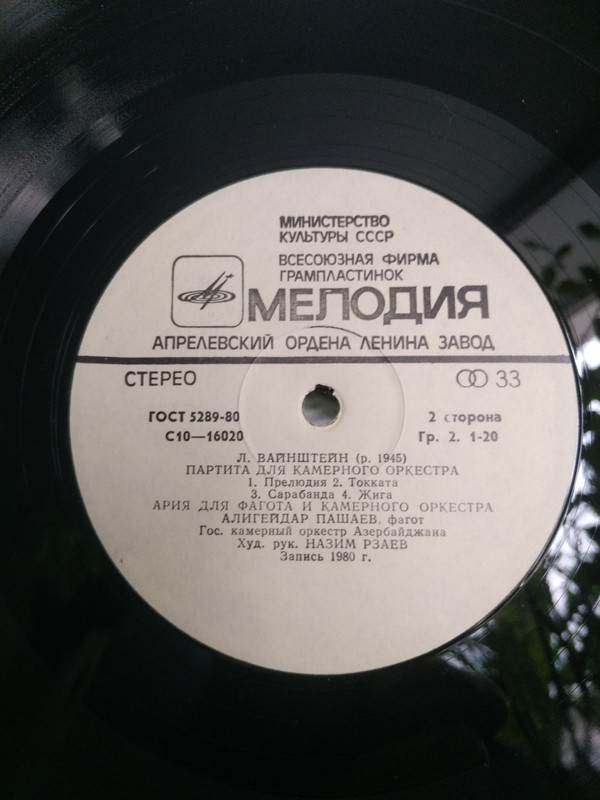 МИНИСТЕРСТВО
КУЛЬТУРЫ СССР
ВСЕСОЮЗНАЯ ФИРМА
ГРАМПЛАСТИНОК
МЕЛОДИЯ
АПРЕЛЕВСКИЙ ОРДЕНА ЛЕНИНА ЗАВОД
СТЕРЕО 33
ГОСТ 5289-80 2 сторона
С10—16020 Гр. 2. 1-20
Л. ВАЙНШТЕЙН (р. 1945)
ПАРТИТА ДЛЯ КАМЕРНОГО ОРКЕСТРА
1. Прелюдия 2. Токката
3. Сарабанда 4. Жига
АРИЯ ДЛЯ ФАГОТА И КАМЕРНОГО ОРКЕСТРА
АЛИГЕЙДАР ПАШАЕВ, фагот
Гос. камерный оркестр Азербайджана
Худ. рук. НАЗИМ РЗАЕВ
Запись 1980 г.